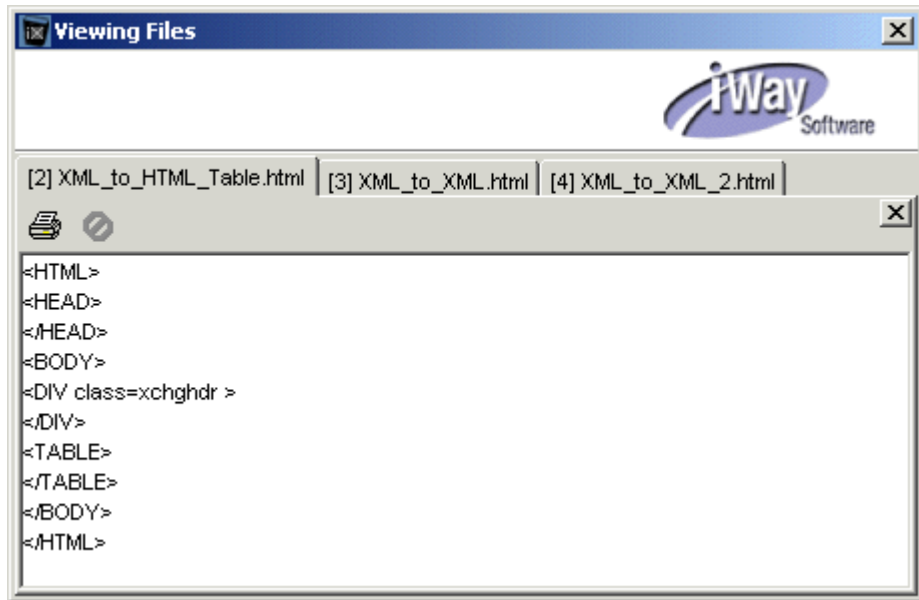 iX Viewing Files
iWay
Software
[2] XML_to_HTML_Table.html [3] XML_to_XML.html [4] XML_to_XML_2.html
<HTML>
<HEAD>
</HEAD>
<BODY>
<DIV class=xchghdr >
</DIV>
<TABLE>
</TABLE>
</BODY>
</HTML>